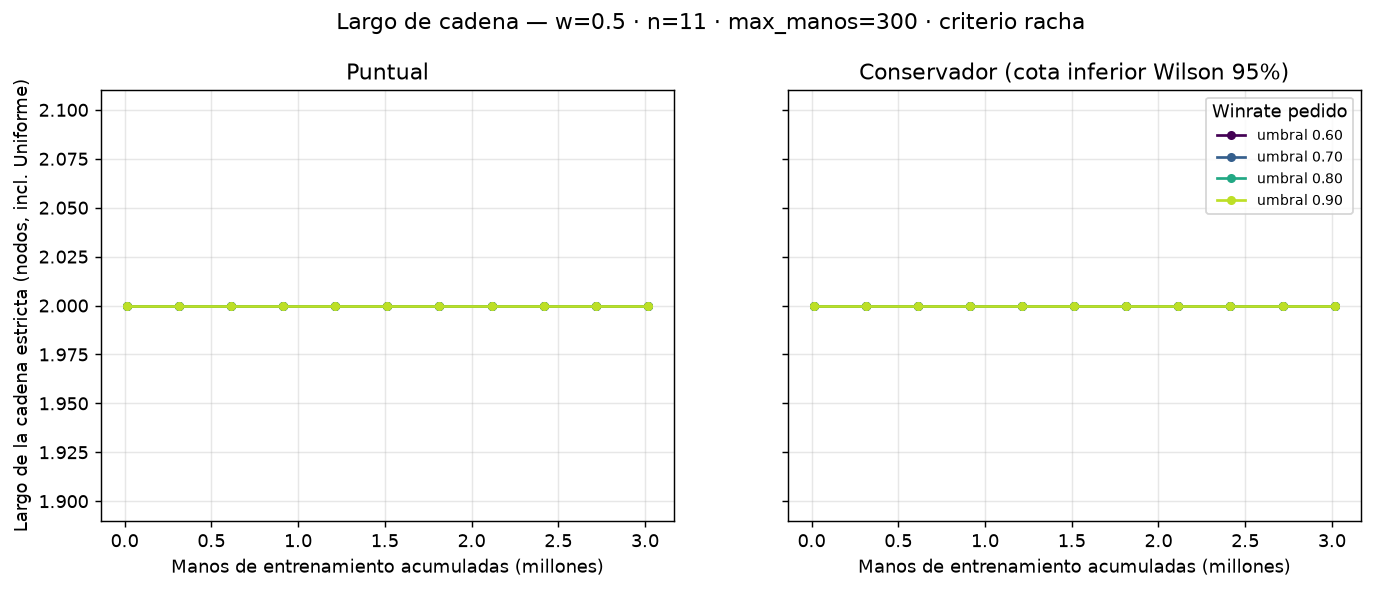 Largo de cadena — w=0.5 · n=11 · max_manos=300 · criterio racha
Puntual
Largo de la cadena estricta (nodos, incl. Uniforme)
2.100
2.075
2.050
2.025
2.000
1.975
1.950
1.925
1.900
0.0 0.5 1.0 1.5 2.0 2.5 3.0
Manos de entrenamiento acumuladas (millones)
Conservador (cota inferior Wilson 95%)
Winrate pedido
umbral 0.60
umbral 0.70
umbral 0.80
umbral 0.90
0.0 0.5 1.0 1.5 2.0 2.5 3.0
Manos de entrenamiento acumuladas (millones)